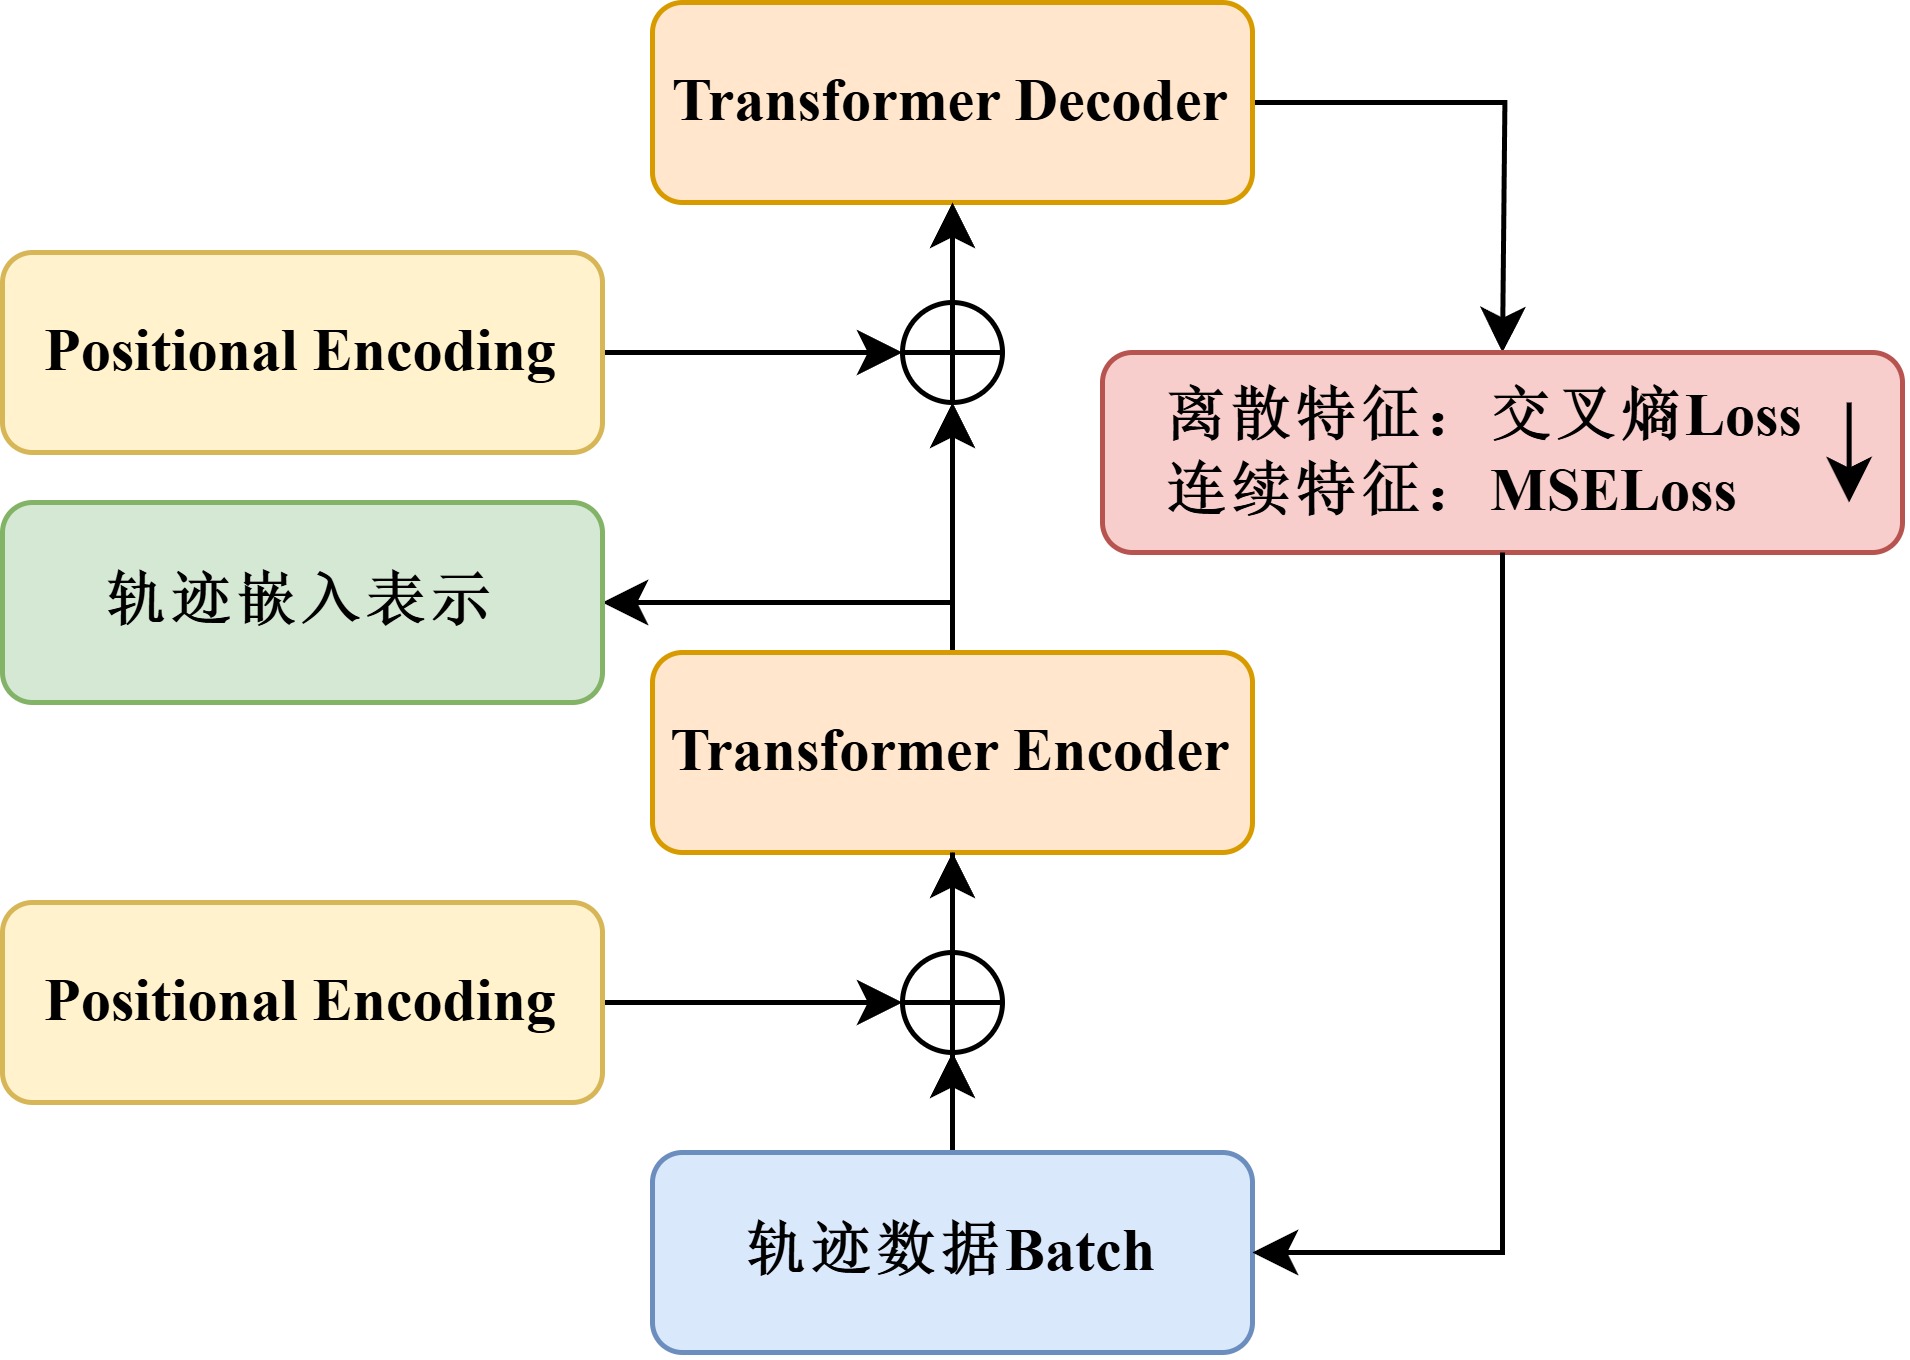 Transformer Decoder
Positional Encoding
离散特征：交叉熵Loss
连续特征：MSELoss
轨迹嵌入表示
Transformer Encoder
Positional Encoding
轨迹数据Batch